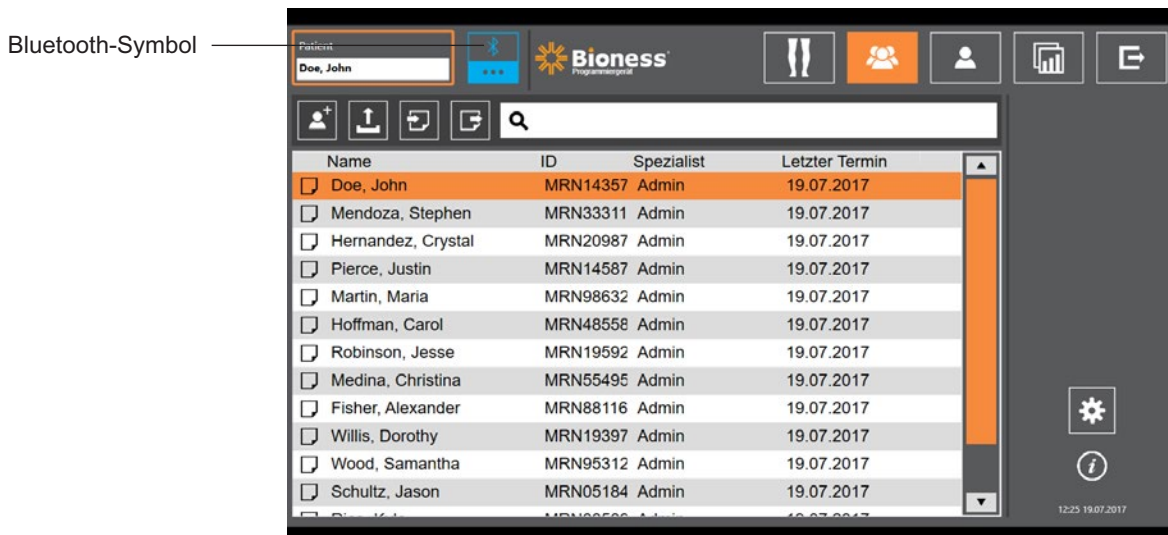 Bluetooth-Symbol
Patient
Doe, John
Bioness
Programmiergerät
Name ID Spezialist Letzter Termin
Doe, John MRN14357 Admin 19.07.2017
Mendoza, Stephen MRN33311 Admin 19.07.2017
Hernandez, Crystal MRN20987 Admin 19.07.2017
Pierce, Justin MRN14587 Admin 19.07.2017
Martin, Maria MRN98632 Admin 19.07.2017
Hoffman, Carol MRN48558 Admin 19.07.2017
Robinson, Jesse MRN19592 Admin 19.07.2017
Medina, Christina MRN55495 Admin 19.07.2017
Fisher, Alexander MRN88116 Admin 19.07.2017
Willis, Dorothy MRN19397 Admin 19.07.2017
Wood, Samantha MRN95312 Admin 19.07.2017
Schultz, Jason MRN05184 Admin 19.07.2017
12:25 19.07.2017